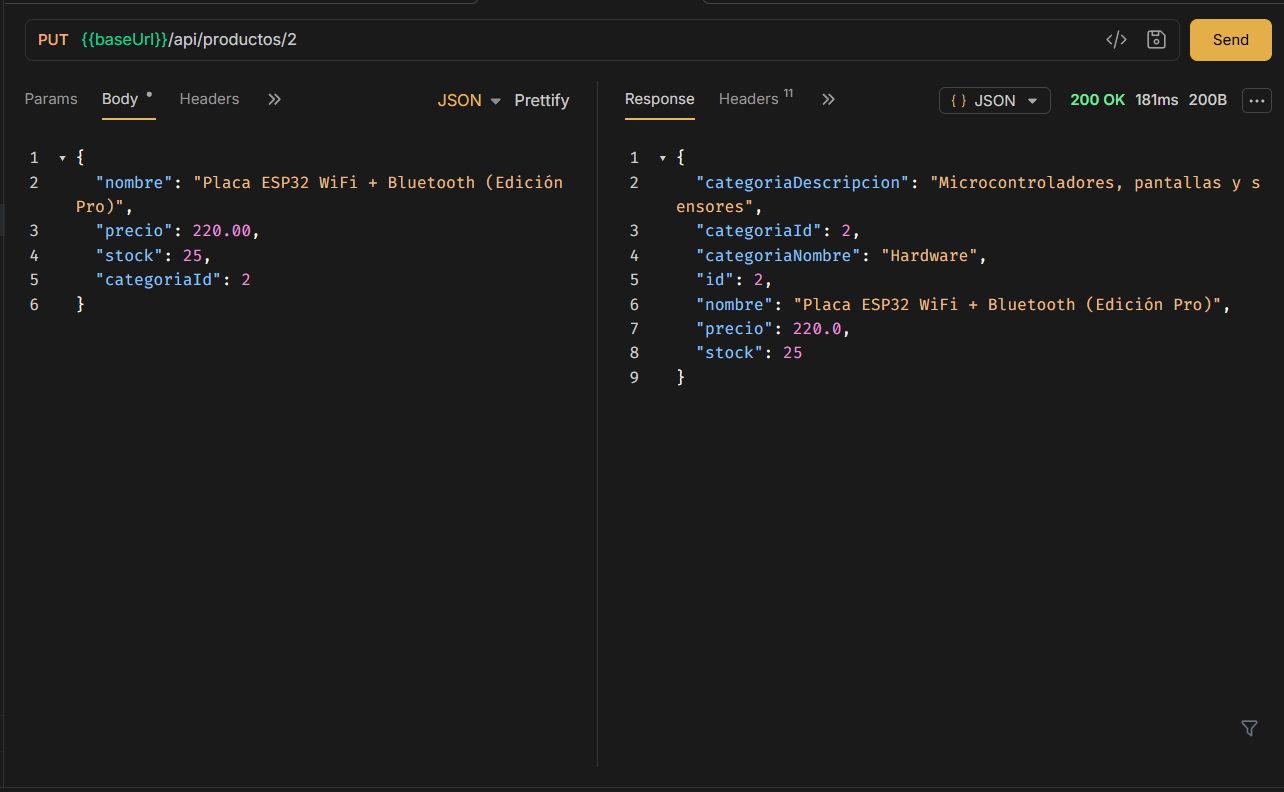 PUT {{baseUrl}}/api/productos/2 </> Send
Params Body Headers JSON Prettify
1 {
2 "nombre": "Placa ESP32 WiFi + Bluetooth (Edición
Pro)",
3 "precio": 220.00,
4 "stock": 25,
5 "categoriaId": 2
6 }
Response Headers 11 { } JSON 200 OK 181ms 200B
1 {
2 "categoriaDescripcion": "Microcontroladores, pantallas y s
ensores",
3 "categoriaId": 2,
4 "categoriaNombre": "Hardware",
5 "id": 2,
6 "nombre": "Placa ESP32 WiFi + Bluetooth (Edición Pro)",
7 "precio": 220.0,
8 "stock": 25
9 }